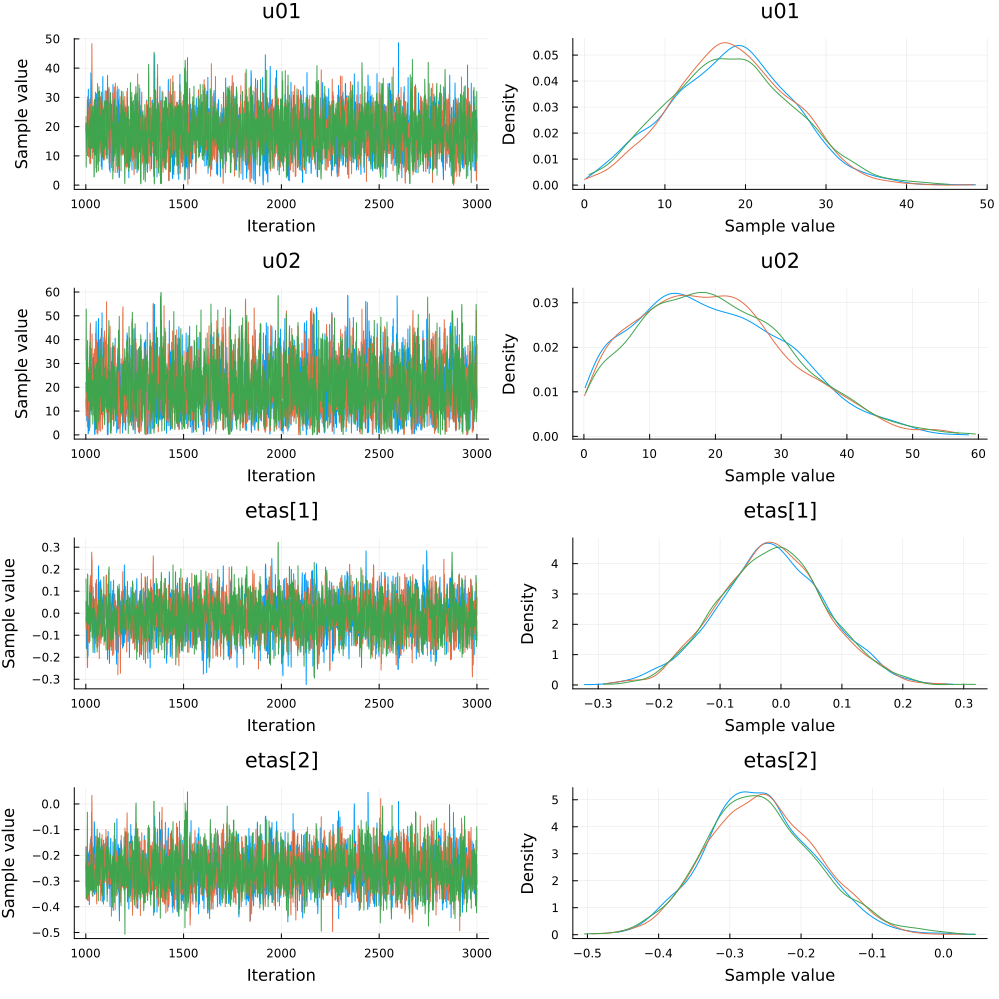 u01
u01
Sample value
50
40
30
20
10
0
1000 1500 2000 2500 3000
Iteration
Density
0.05
0.04
0.03
0.02
0.01
0.00
0 10 20 30 40 50
Sample value
u02
u02
Sample value
60
50
40
30
20
10
0
1000 1500 2000 2500 3000
Iteration
Density
0.03
0.02
0.01
0.00
0 10 20 30 40 50 60
Sample value
etas[1]
etas[1]
Sample value
0.3
0.2
0.1
0.0
−0.1
−0.2
−0.3
1000 1500 2000 2500 3000
Iteration
Density
4
3
2
1
0
−0.3 −0.2 −0.1 0.0 0.1 0.2 0.3
Sample value
etas[2]
etas[2]
Sample value
0.0
−0.1
−0.2
−0.3
−0.4
−0.5
1000 1500 2000 2500 3000
Iteration
Density
5
4
3
2
1
0
−0.5 −0.4 −0.3 −0.2 −0.1 0.0
Sample value